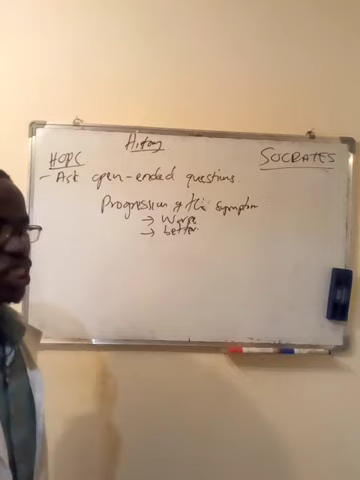 History
HOPC
SOCRATES
- Ask open-ended questions.
Progression of the symptom
→ Worse
→ better.